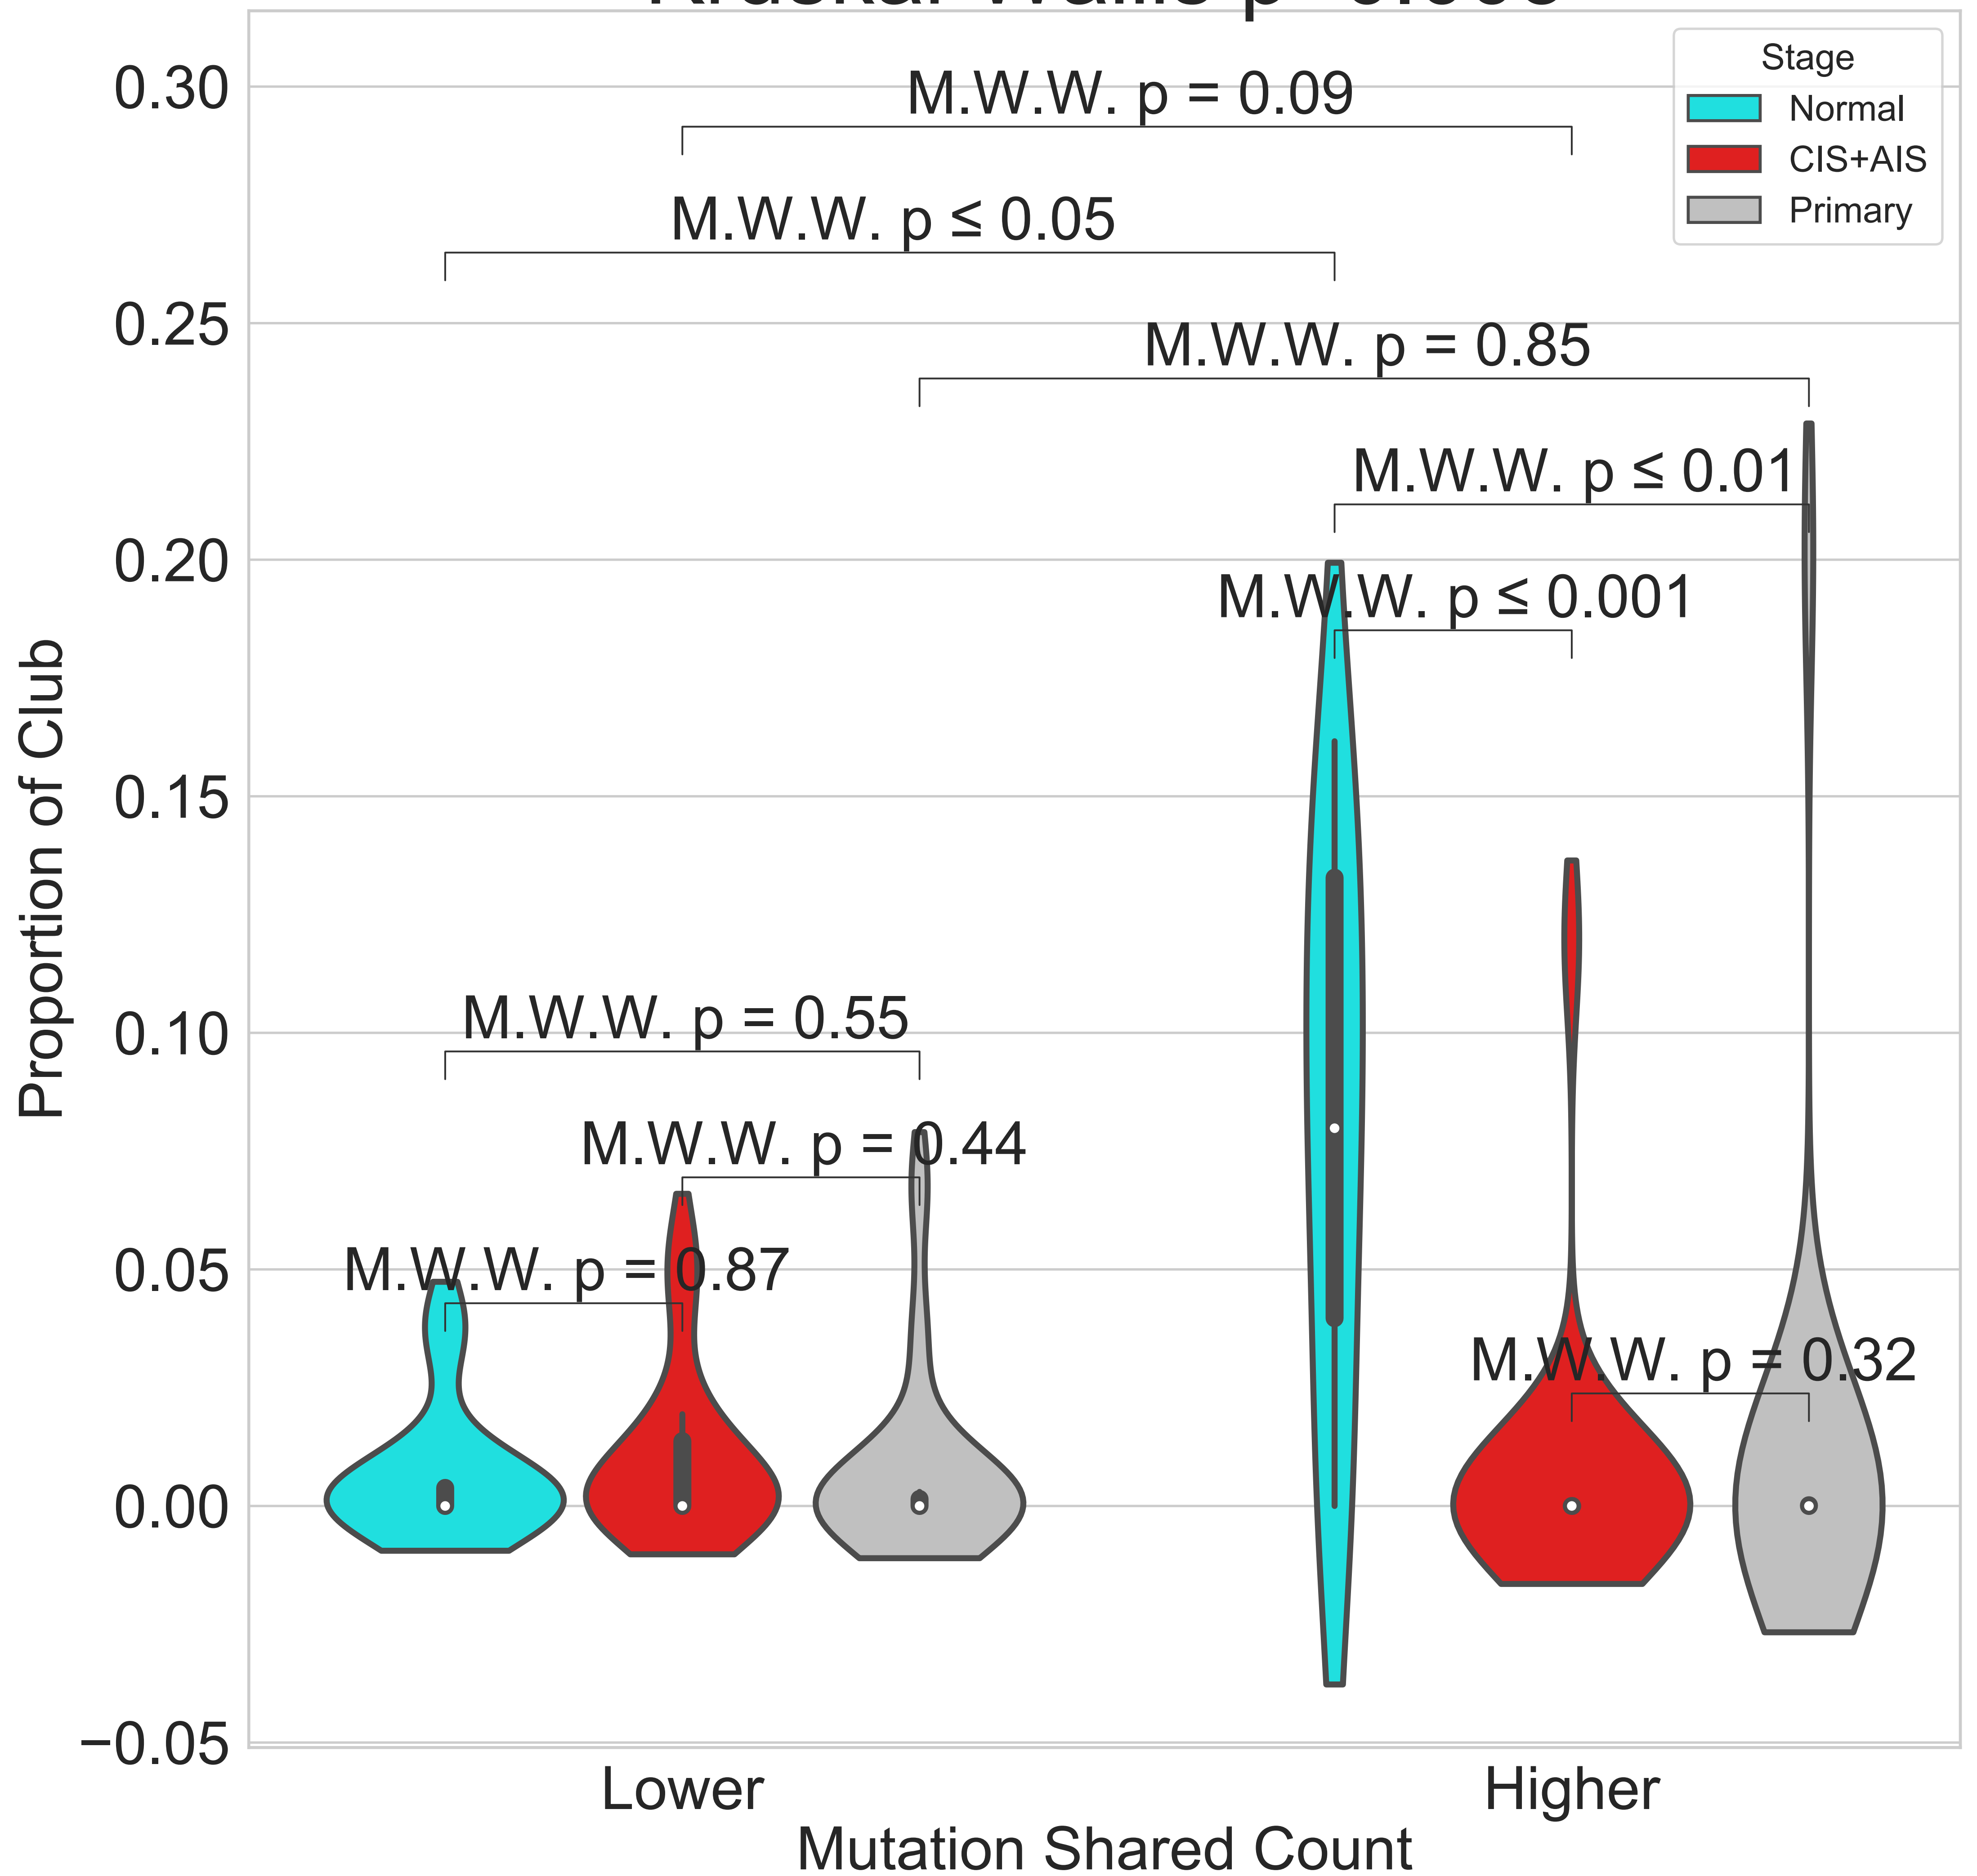 Stage
Normal
CIS+AIS
Primary
0.30
0.25
0.20
0.15
0.10
0.05
0.00
−0.05
Proportion of Club
M.W.W. p = 0.09
M.W.W. p ≤ 0.05
M.W.W. p = 0.85
M.W.W. p ≤ 0.01
M.W.W. p ≤ 0.001
M.W.W. p = 0.55
M.W.W. p = 0.44
M.W.W. p = 0.87
M.W.W. p = 0.32
Lower
Higher
Mutation Shared Count